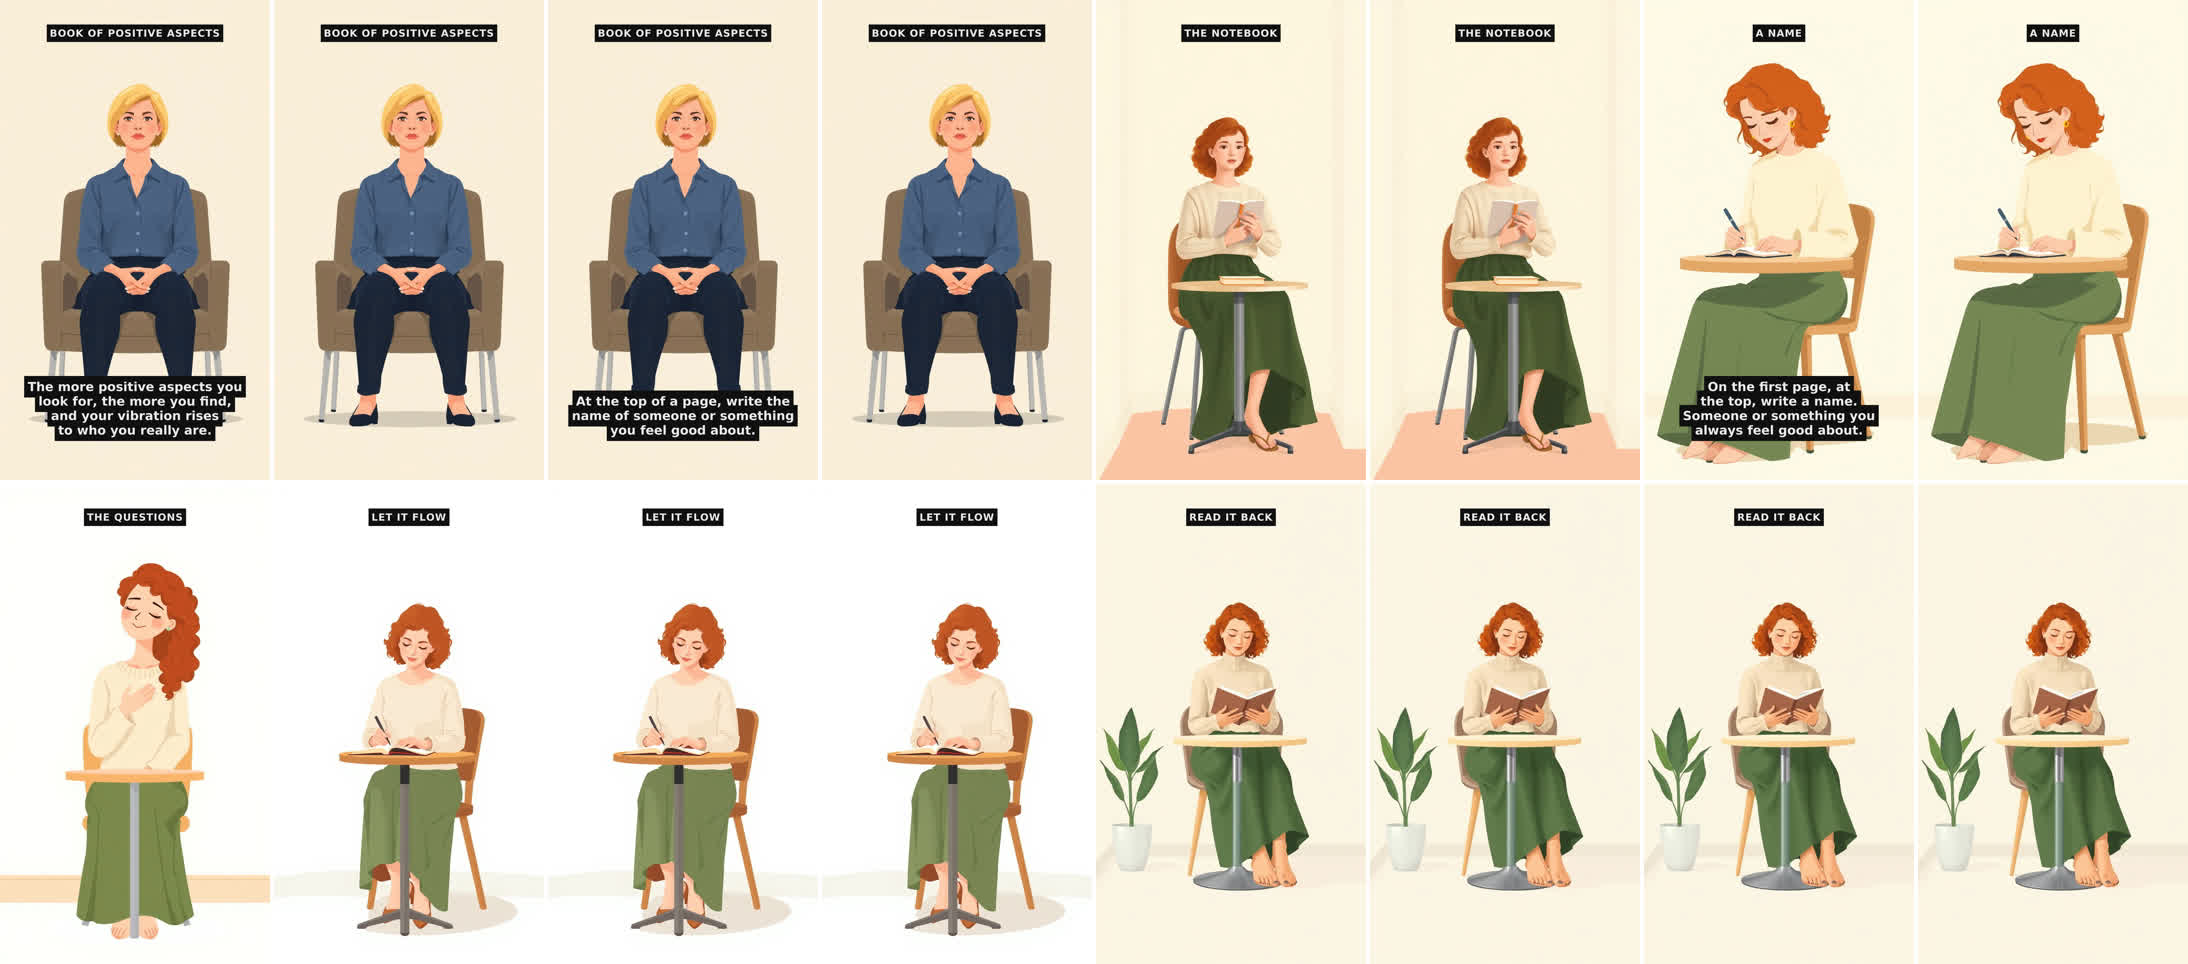 BOOK OF POSITIVE ASPECTS
BOOK OF POSITIVE ASPECTS
BOOK OF POSITIVE ASPECTS
BOOK OF POSITIVE ASPECTS
THE NOTEBOOK
THE NOTEBOOK
A NAME
A NAME
The more positive aspects you
look for, the more you find,
and your vibration rises
to who you really are.
At the top of a page, write the
name of someone or something
you feel good about.
On the first page, at
the top, write a name.
Someone or something you
always feel good about.
THE QUESTIONS
LET IT FLOW
LET IT FLOW
LET IT FLOW
READ IT BACK
READ IT BACK
READ IT BACK